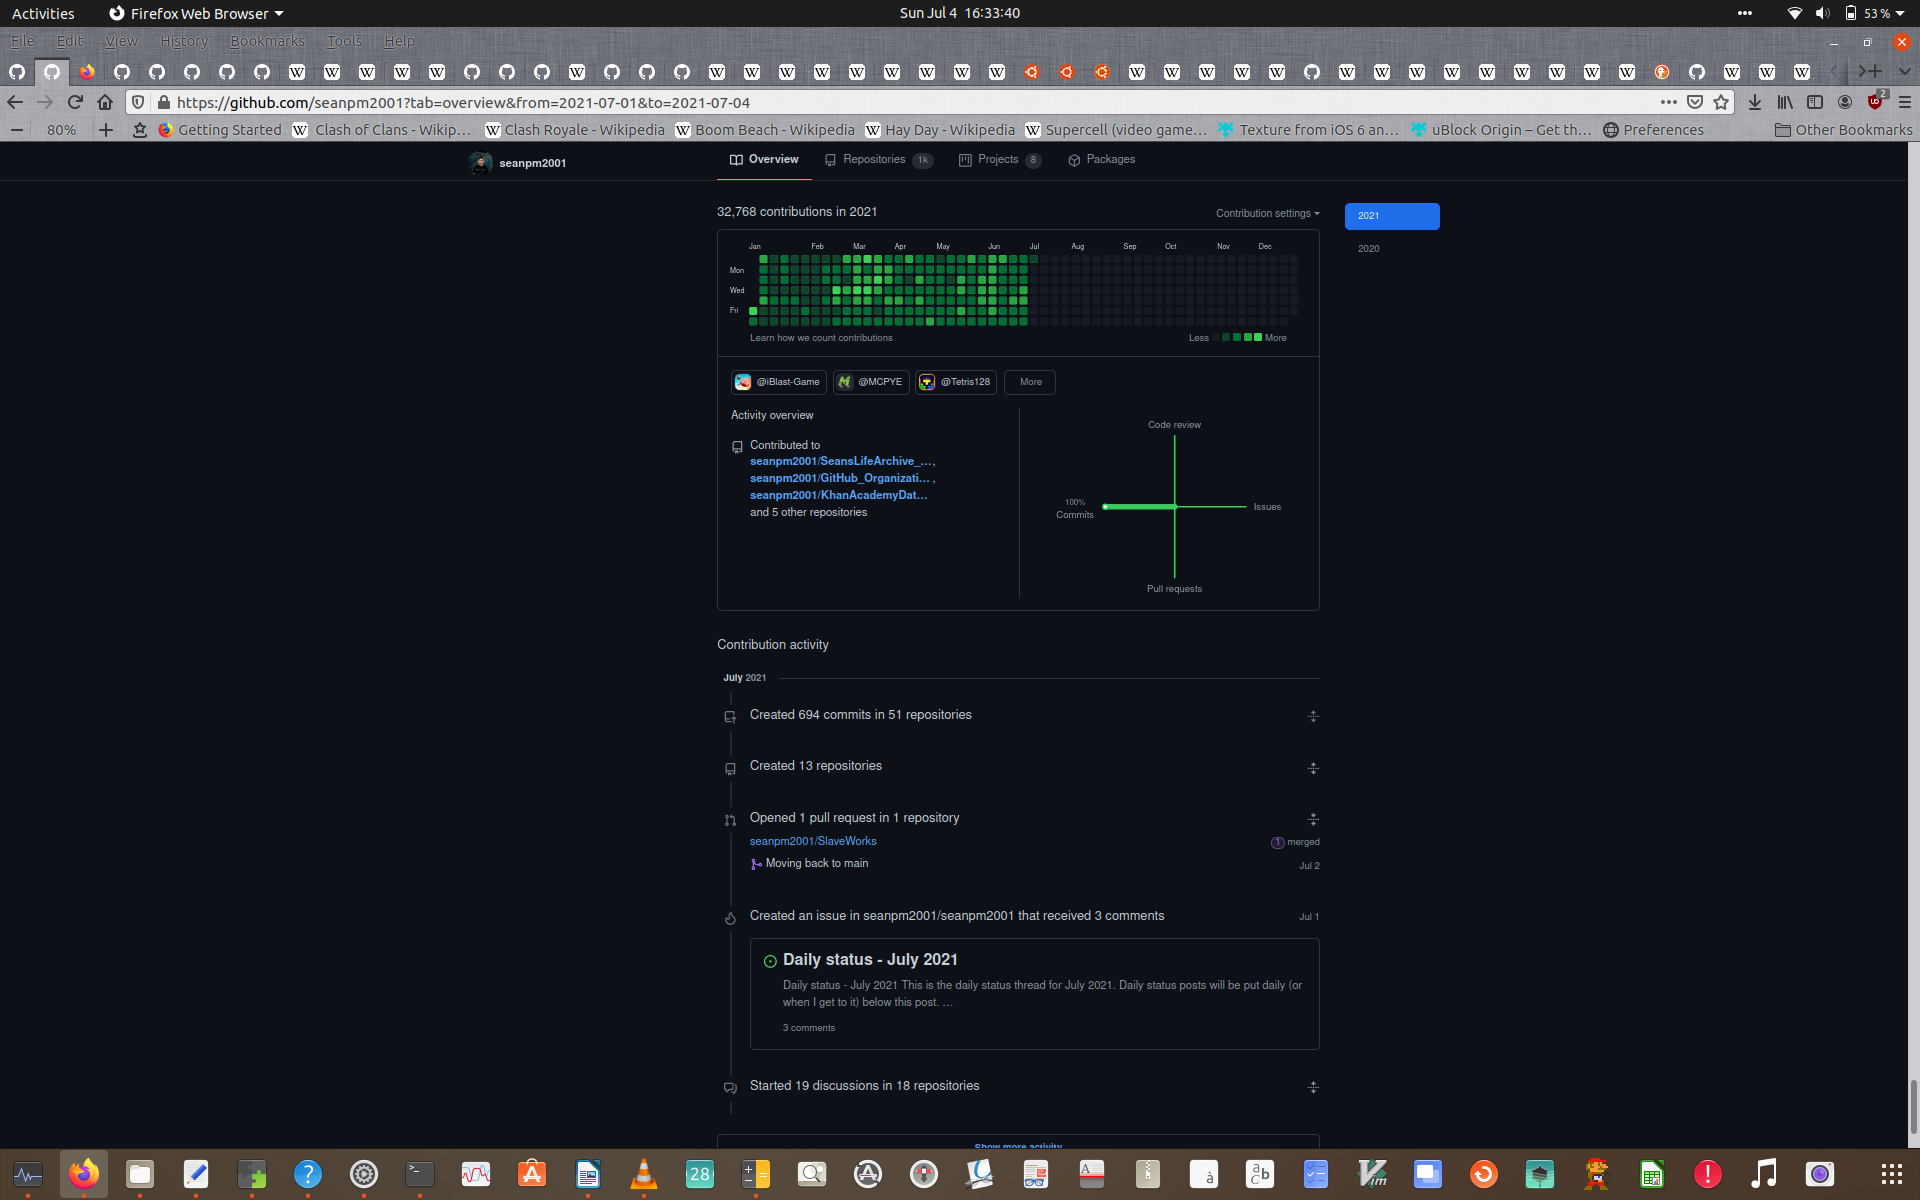 Activities Firefox Web Browser Sun Jul 4 16:33:40 53 %
File Edit View History Bookmarks Tools Help
https://github.com/seanpm2001?tab=overview&from=2021-07-01&to=2021-07-04 2
80% Getting Started Clash of Clans - Wikip… Clash Royale - Wikipedia Boom Beach - Wikipedia Hay Day - Wikipedia Supercell (video game… Texture from iOS 6 an… uBlock Origin – Get th… Preferences Other Bookmarks
seanpm2001 Overview Repositories 1k Projects 8 Packages
32,768 contributions in 2021 Contribution settings 2021
2020
Jan Feb Mar Apr May Jun Jul Aug Sep Oct Nov Dec
Mon
Wed
Fri
Learn how we count contributions Less More
@iBlast-Game @MCPYE @Tetris128 More
Activity overview
Code review
Contributed to
seanpm2001/SeansLifeArchive_…,
seanpm2001/GitHub_Organizati… ,
seanpm2001/KhanAcademyDat…
and 5 other repositories
100%
Commits
Issues
Pull requests
Contribution activity
July 2021
Created 694 commits in 51 repositories
Created 13 repositories
Opened 1 pull request in 1 repository
seanpm2001/SlaveWorks 1 merged
Moving back to main Jul 2
Created an issue in seanpm2001/seanpm2001 that received 3 comments Jul 1
Daily status - July 2021
Daily status - July 2021 This is the daily status thread for July 2021. Daily status posts will be put daily (or
when I get to it) below this post. …
3 comments
Started 19 discussions in 18 repositories
Show more activity
28